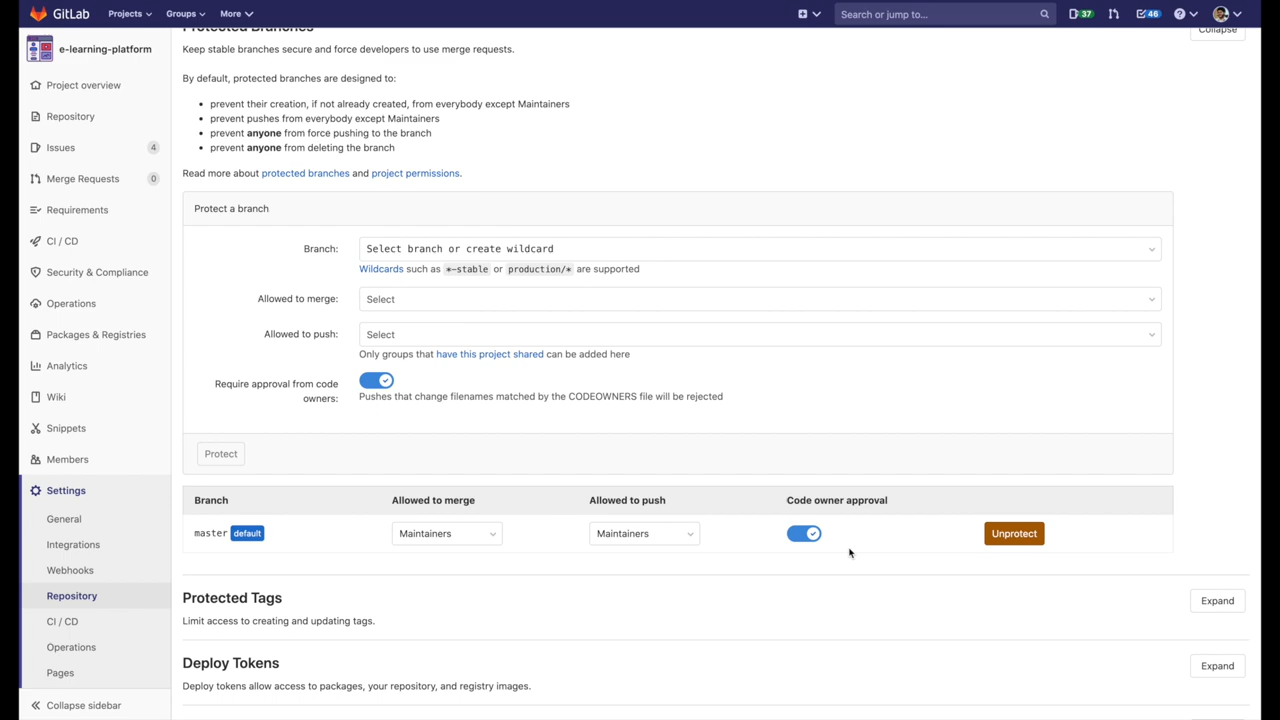 GitLab Projects Groups More Search or jump to... 37 46
e-learning-platform
Project overview
Repository
Issues 4
Merge Requests 0
Requirements
CI / CD
Security & Compliance
Operations
Packages & Registries
Analytics
Wiki
Snippets
Members
Settings
General
Integrations
Webhooks
Repository
CI / CD
Operations
Pages
Collapse sidebar
Protected Branches
Collapse
Keep stable branches secure and force developers to use merge requests.
By default, protected branches are designed to:
• prevent their creation, if not already created, from everybody except Maintainers
• prevent pushes from everybody except Maintainers
• prevent anyone from force pushing to the branch
• prevent anyone from deleting the branch
Read more about protected branches and project permissions.
Protect a branch
Branch: Select branch or create wildcard
Wildcards such as *-stable or production/* are supported
Allowed to merge: Select
Allowed to push: Select
Only groups that have this project shared can be added here
Require approval from code
owners:
Pushes that change filenames matched by the CODEOWNERS file will be rejected
Protect
Branch Allowed to merge Allowed to push Code owner approval
master default Maintainers Maintainers Unprotect
Protected Tags
Expand
Limit access to creating and updating tags.
Deploy Tokens
Expand
Deploy tokens allow access to packages, your repository, and registry images.